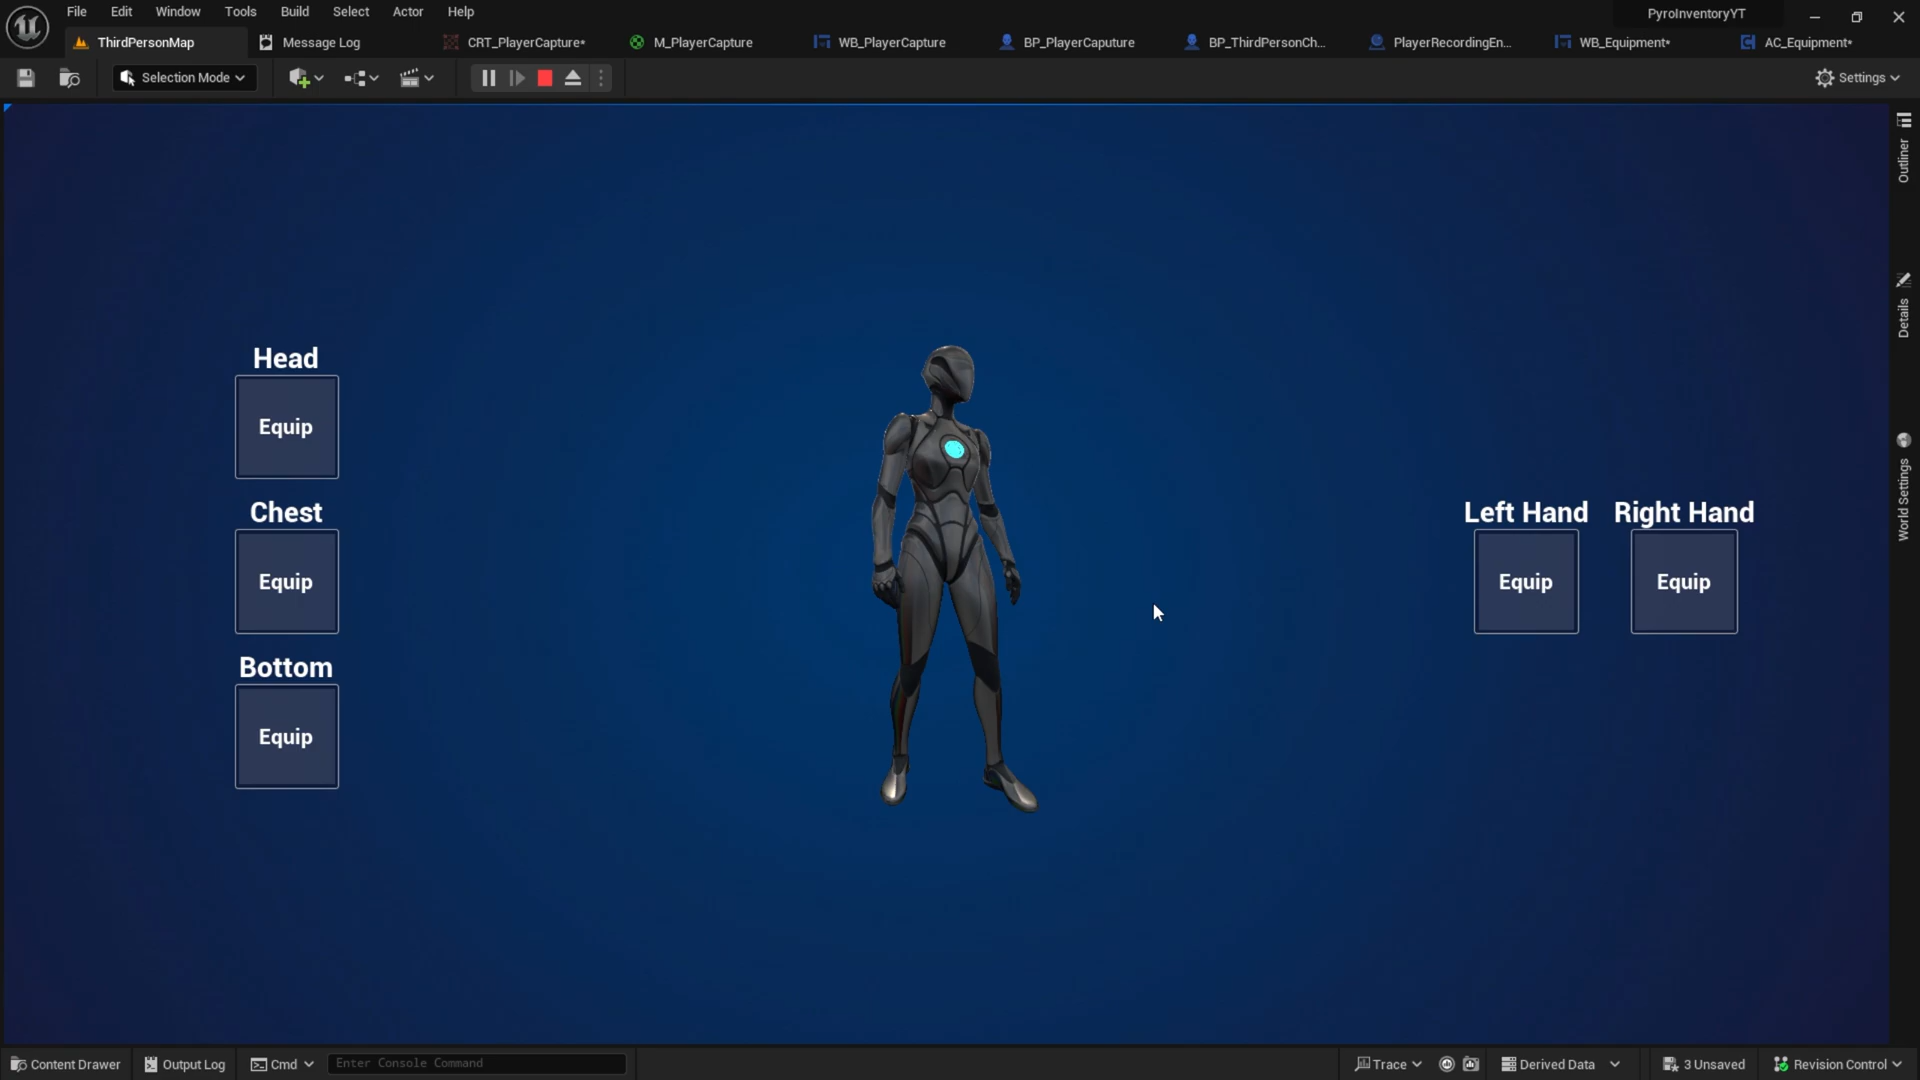 File Edit Window Tools Build Select Actor Help
PyroInventoryYT
ThirdPersonMap
Message Log
CRT_PlayerCapture*
M_PlayerCapture
WB_PlayerCapture
BP_PlayerCaputure
BP_ThirdPersonCh...
PlayerRecordingEn...
WB_Equipment*
AC_Equipment*
Selection Mode
Settings
Outliner
Details
World Settings
Head
Equip
Chest
Equip
Bottom
Equip
Left Hand
Right Hand
Equip
Equip
Content Drawer
Output Log
Cmd
Enter Console Command
Trace
Derived Data
3 Unsaved
Revision Control